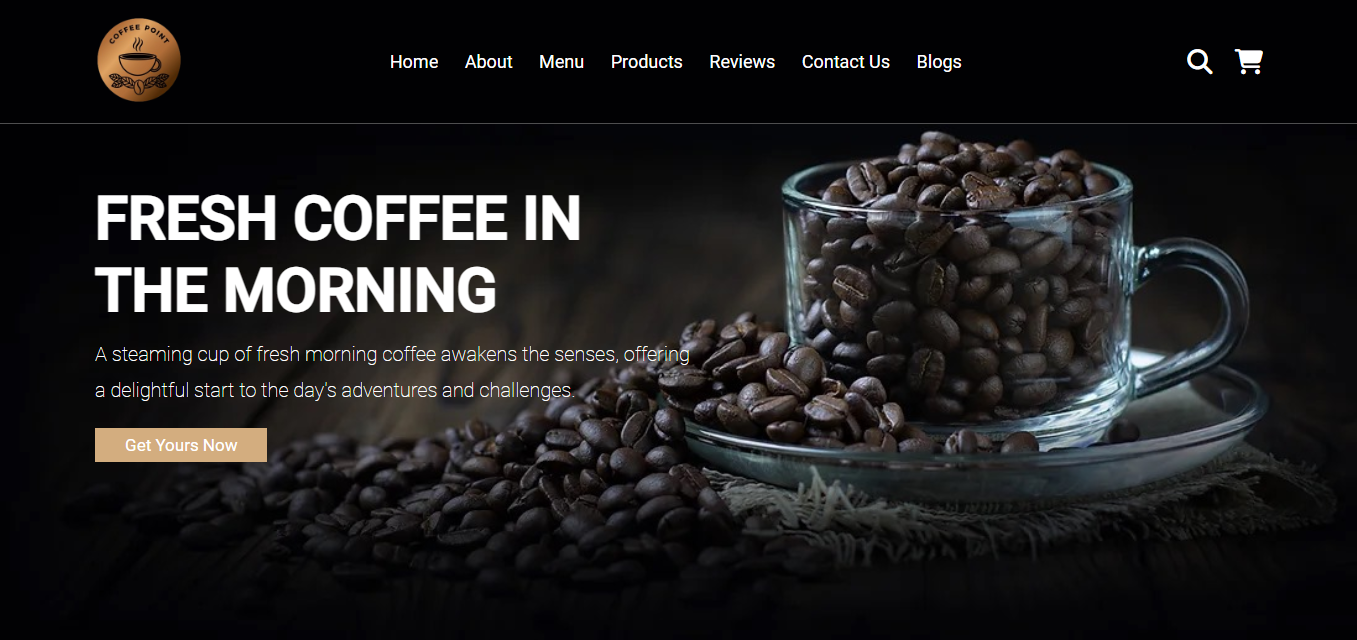 COFFEE POINT
Home About Menu Products Reviews Contact Us Blogs
FRESH COFFEE IN
THE MORNING
A steaming cup of fresh morning coffee awakens the senses, offering
a delightful start to the day's adventures and challenges.
Get Yours Now